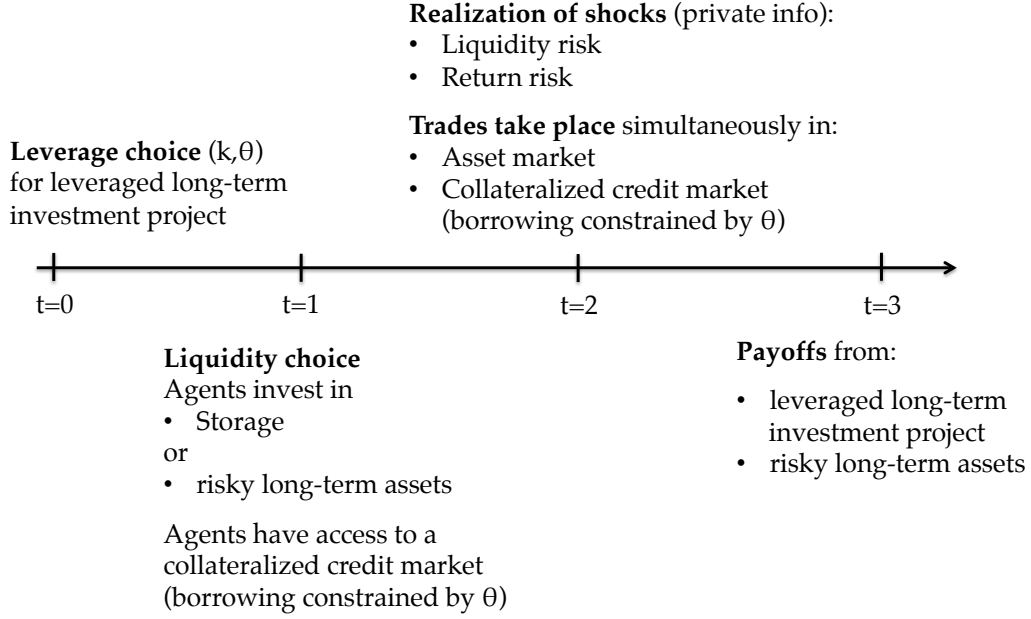 Realization of shocks (private info):
• Liquidity risk
• Return risk
Trades take place simultaneously in:
• Asset market
• Collateralized credit market
(borrowing constrained by θ)
Leverage choice (k,θ)
for leveraged long-term
investment project
t=0
t=1
t=2
t=3
Liquidity choice
Agents invest in
• Storage
or
• risky long-term assets
Agents have access to a
collateralized credit market
(borrowing constrained by θ)
Payoffs from:
• leveraged long-term
investment project
• risky long-term assets